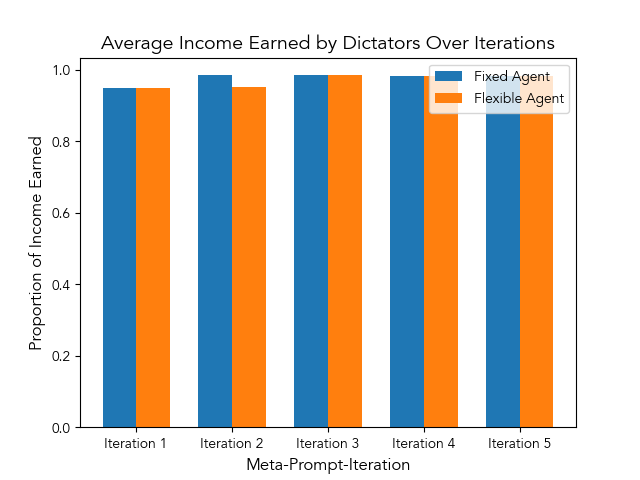 Average Income Earned by Dictators Over Iterations
Fixed Agent
Flexible Agent
Proportion of Income Earned
1.0
0.8
0.6
0.4
0.2
0.0
Iteration 1
Iteration 2
Iteration 3
Iteration 4
Iteration 5
Meta-Prompt-Iteration